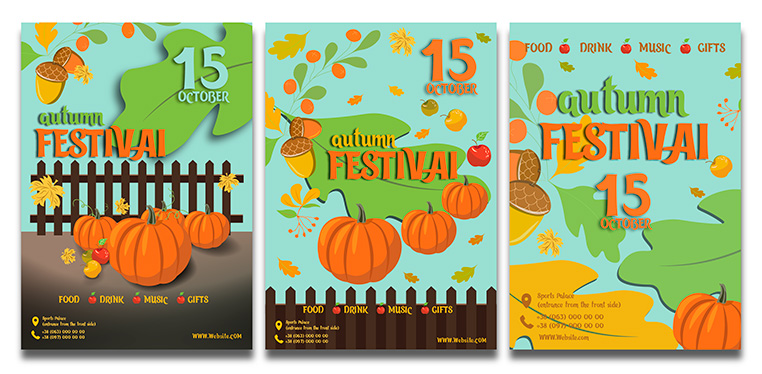 15
OCTOBER
autumn
FESTIVAl
FOOD DRINK MUSIC GIFTS
Sports Palace
(entrance from the front side)
+38 (063) 000 00 00
+38 (097) 000 00 00
WWW.Website.COM
15
OCTOBER
autumn
FESTIVAl
FOOD DRINK MUSIC GIFTS
Sports Palace
(entrance from the front side)
+38 (063) 000 00 00
+38 (097) 000 00 00
WWW.Website.COM
FOOD DRINK MUSIC GIFTS
autumn
FESTIVAl
15
OCTOBER
Sports Palace
(entrance from the front side)
+38 (063) 000 00 00
+38 (097) 000 00 00
WWW.Website.COM